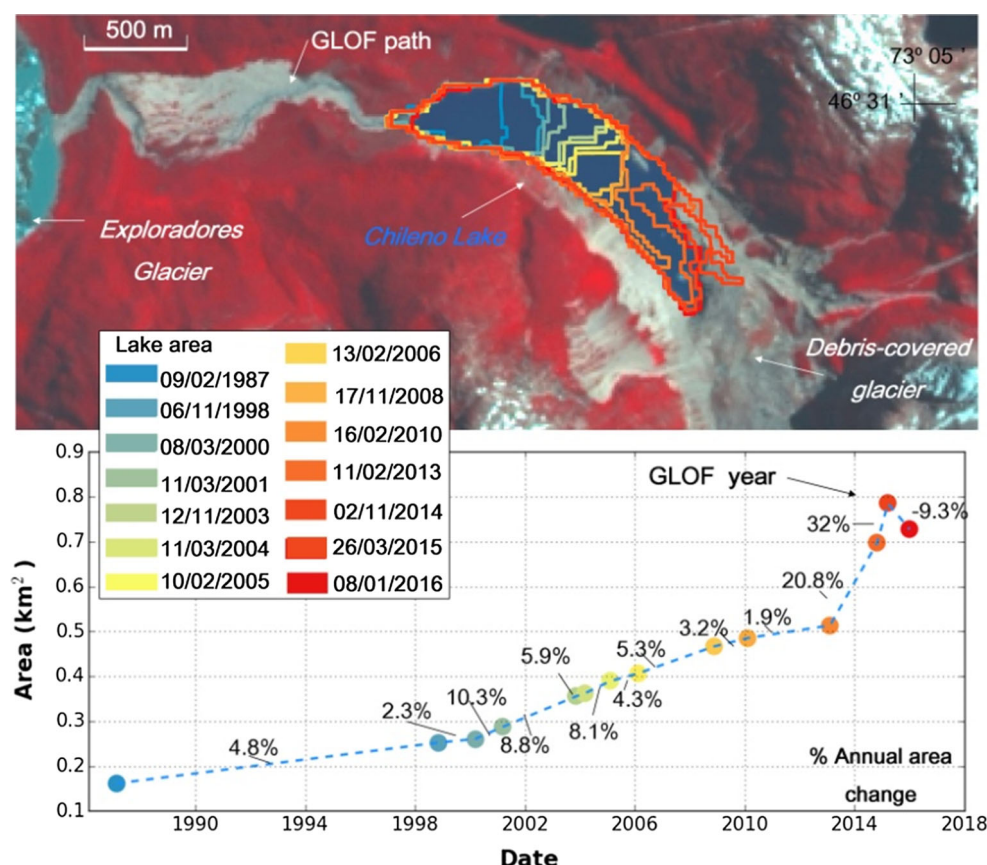 500 m
GLOF path
73º 05 '
46º 31 '
Exploradores
Glacier
Chileno Lake
Debris-covered
glacier
Lake area
09/02/1987
06/11/1998
08/03/2000
11/03/2001
12/11/2003
11/03/2004
10/02/2005
13/02/2006
17/11/2008
16/02/2010
11/02/2013
02/11/2014
26/03/2015
08/01/2016
GLOF year
-9.3%
32%
20.8%
1.9%
3.2%
5.3%
5.9%
4.3%
10.3%
2.3%
8.1%
8.8%
4.8%
% Annual area
change
0.9
0.8
0.7
0.6
0.5
0.4
0.3
0.2
0.1
Area (km²)
1990 1994 1998 2002 2006 2010 2014 2018
Date